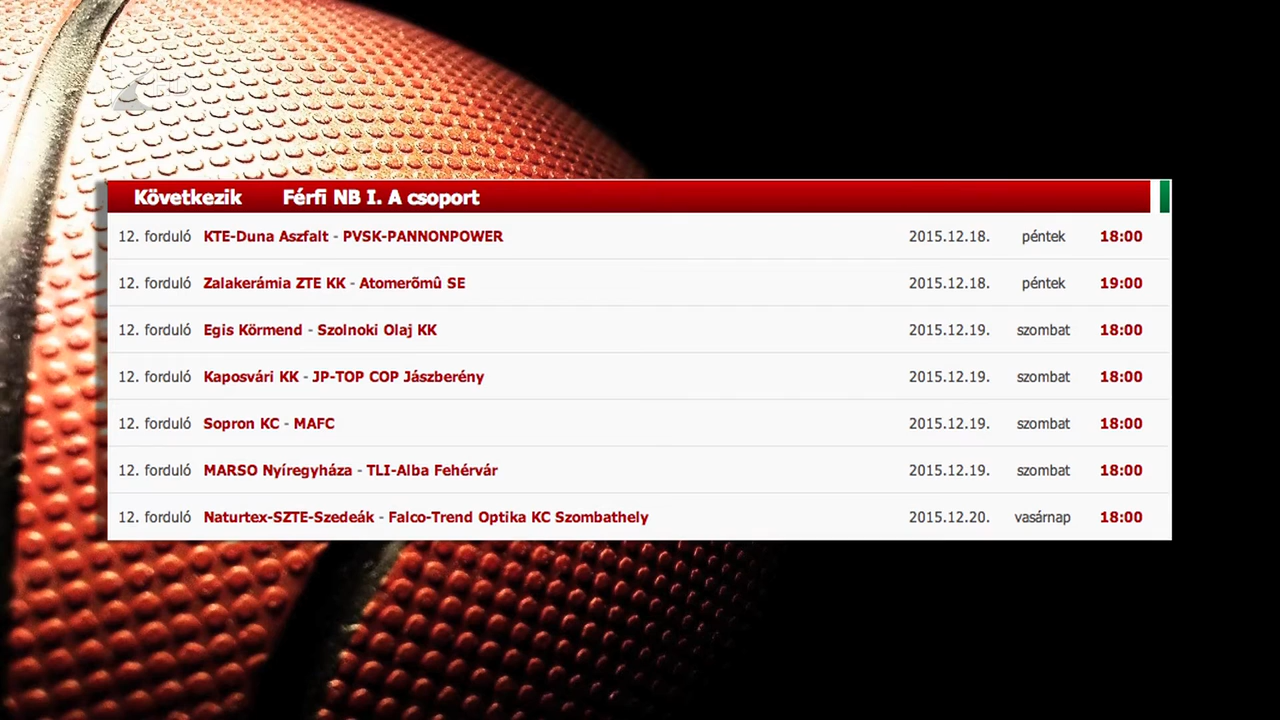 Következik Férfi NB I. A csoport
12. forduló KTE-Duna Aszfalt - PVSK-PANNONPOWER 2015.12.18. péntek 18:00
12. forduló Zalakerámia ZTE KK - Atomerõmû SE 2015.12.18. péntek 19:00
12. forduló Egis Körmend - Szolnoki Olaj KK 2015.12.19. szombat 18:00
12. forduló Kaposvári KK - JP-TOP COP Jászberény 2015.12.19. szombat 18:00
12. forduló Sopron KC - MAFC 2015.12.19. szombat 18:00
12. forduló MARSO Nyíregyháza - TLI-Alba Fehérvár 2015.12.19. szombat 18:00
12. forduló Naturtex-SZTE-Szedeák - Falco-Trend Optika KC Szombathely 2015.12.20. vasárnap 18:00